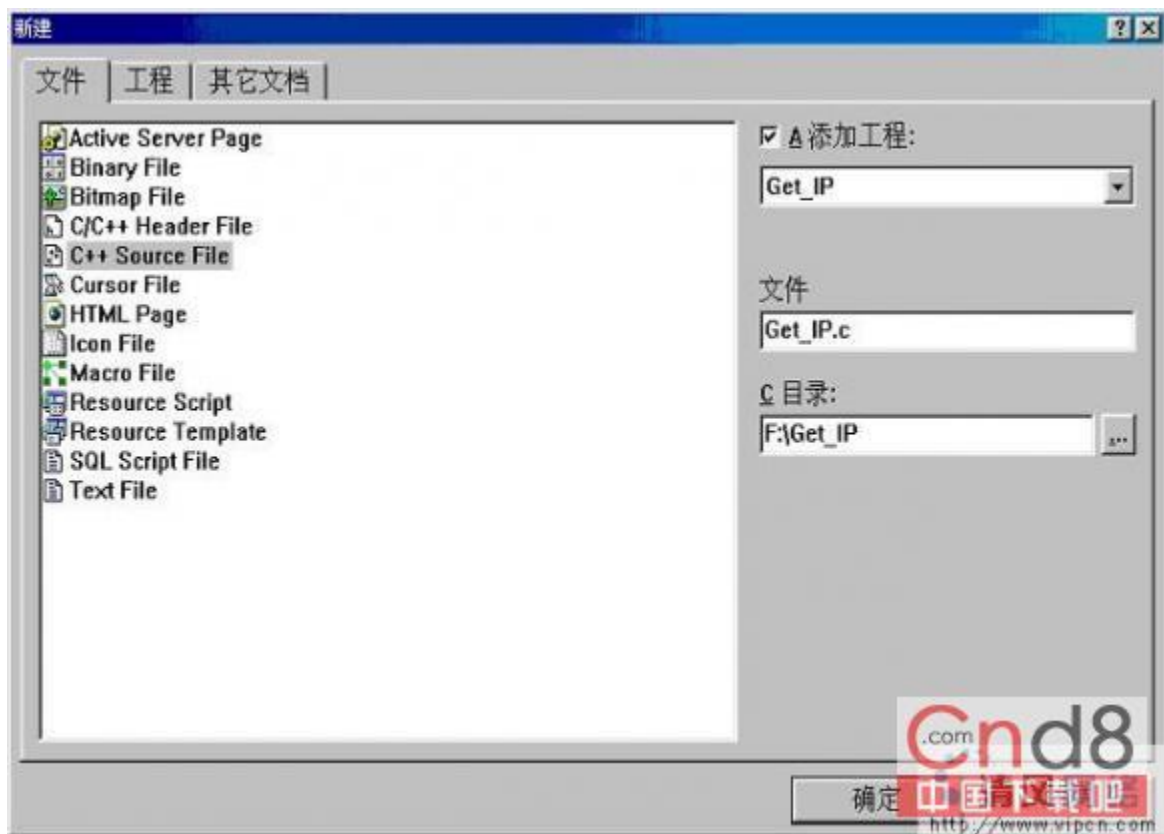 新建
文件 工程 其它文档
Active Server Page
Binary File
Bitmap File
C/C++ Header File
C++ Source File
Cursor File
HTML Page
Icon File
Macro File
Resource Script
Resource Template
SQL Script File
Text File
A 添加工程:
Get_IP
文件
Get_IP.c
C 目录:
F:\Get_IP
...
确定
.com
Cnd8
中国下载吧
http://www.vipcn.com